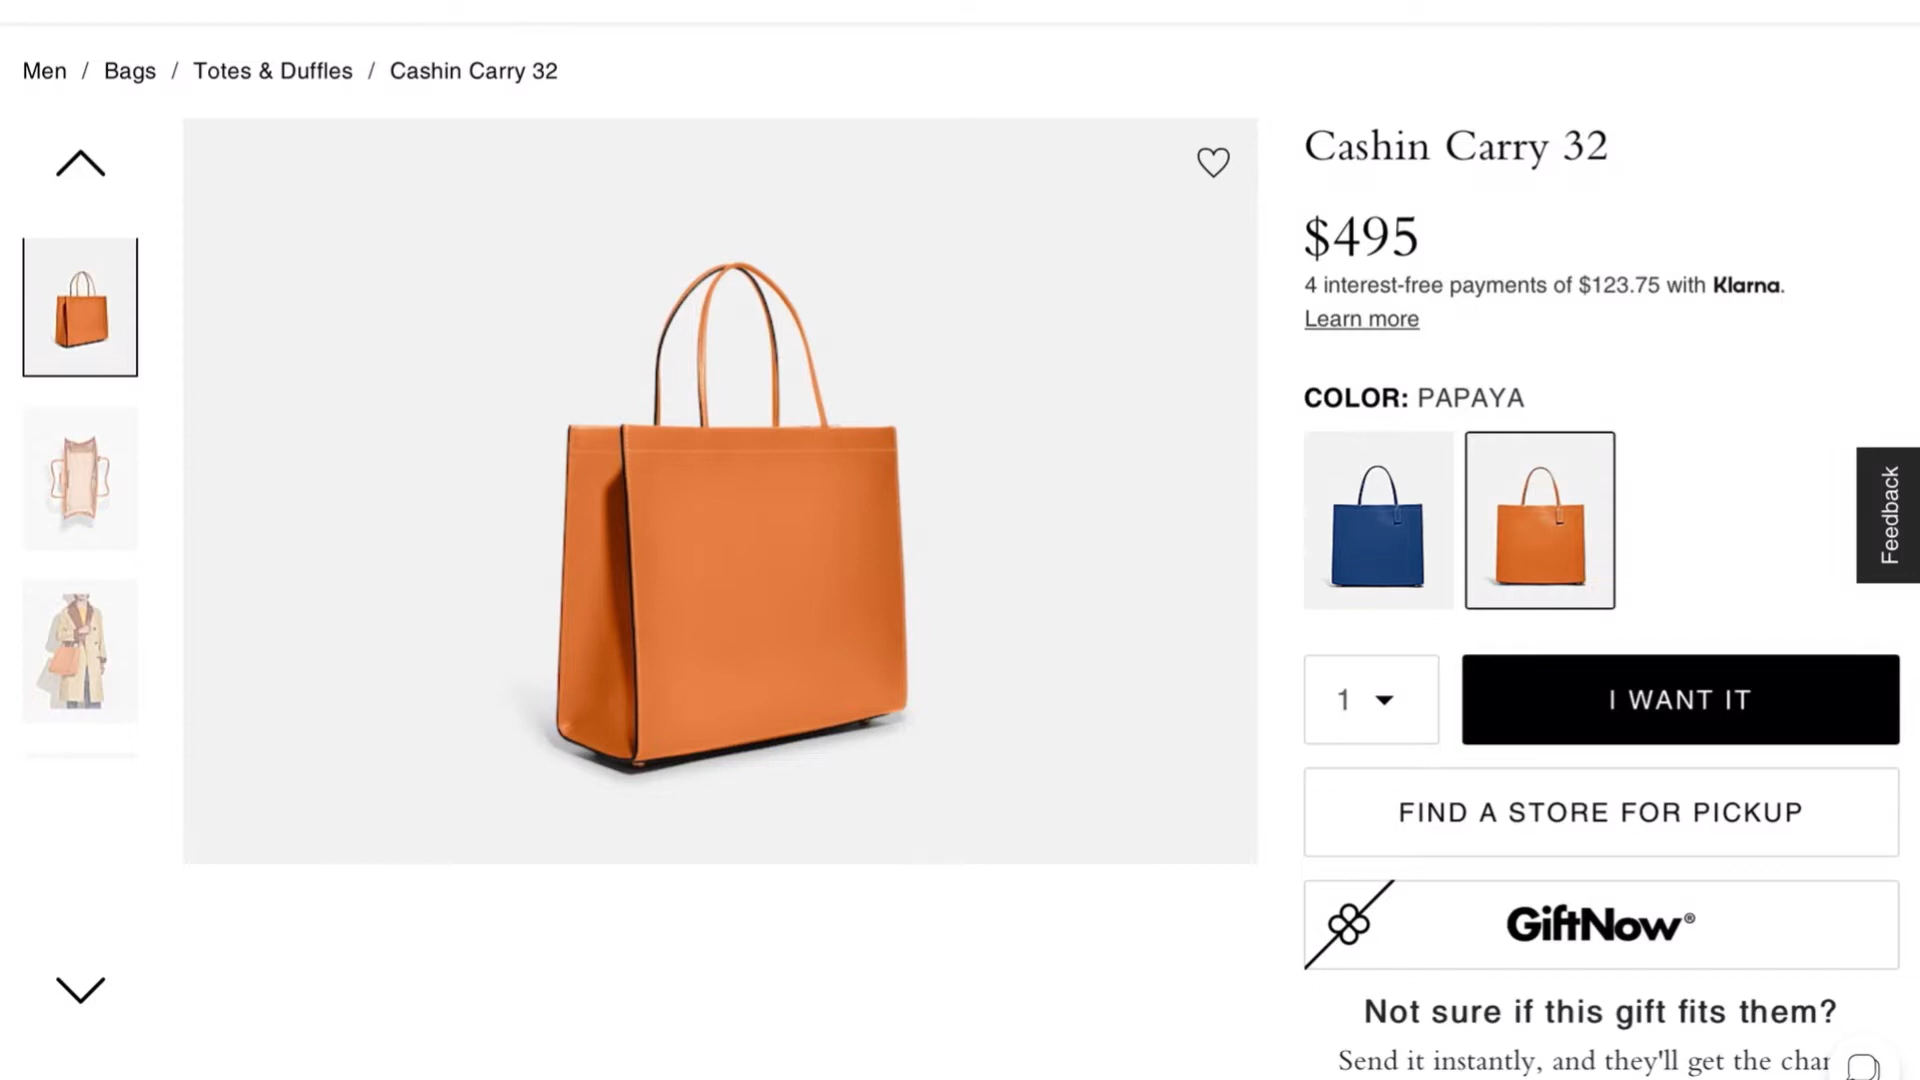 Men / Bags / Totes & Duffles / Cashin Carry 32
Cashin Carry 32
$495
4 interest-free payments of $123.75 with Klarna.
Learn more
COLOR: PAPAYA
Feedback
1
I WANT IT
FIND A STORE FOR PICKUP
GiftNow®
Not sure if this gift fits them?
Send it instantly, and they'll get the